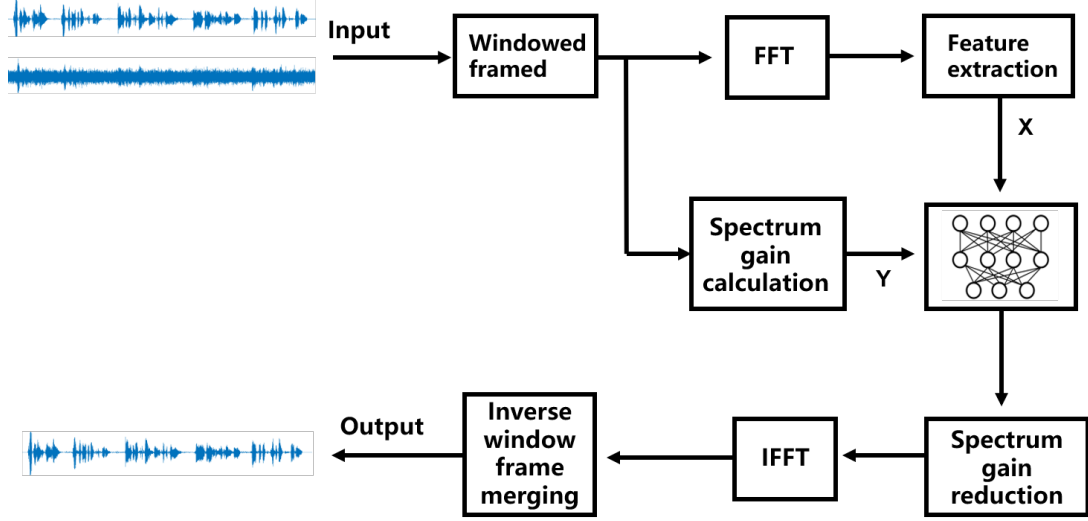 Input
Windowed
framed
FFT
Feature
extraction
X
Spectrum
gain
calculation
Y
Output
Inverse
window
frame
merging
IFFT
Spectrum
gain
reduction